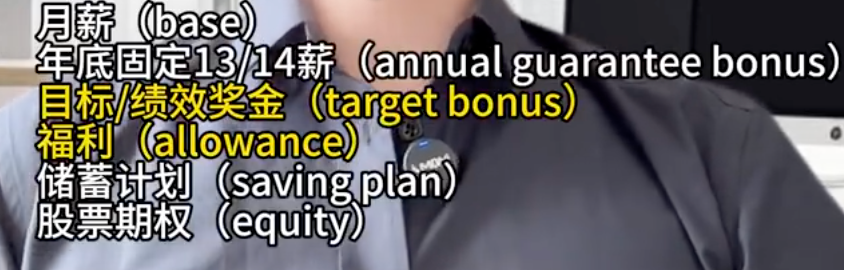 月薪（base）
年底固定13/14薪（annual guarantee bonus）
目标/绩效奖金（target bonus）
福利（allowance）
储蓄计划（saving plan）
股票期权（equity）